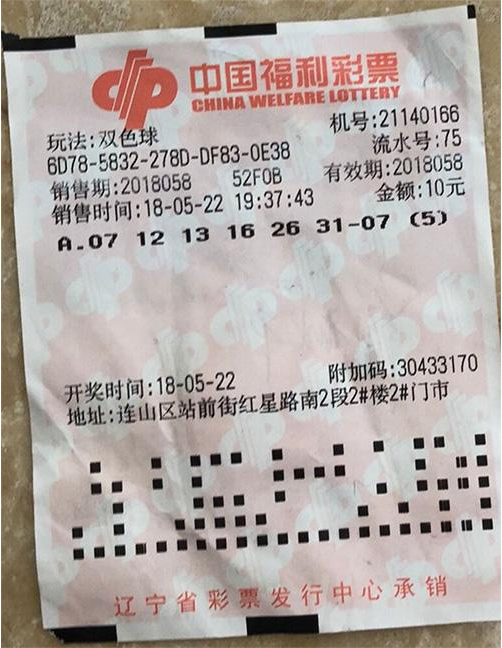 中国福利彩票
CHINA WELFARE LOTTERY
玩法:双色球 机号:21140166
6D78-5832-278D-DF83-0E38 流水号:75
销售期:2018058 52F0B 有效期:2018058
销售时间:18-05-22 19:37:43 金额:10元
A.07 12 13 16 26 31-07 (5)
开奖时间:18-05-22 附加码:30433170
地址:连山区站前街红星路南2段2#楼2#门市
辽宁省彩票发行中心承销